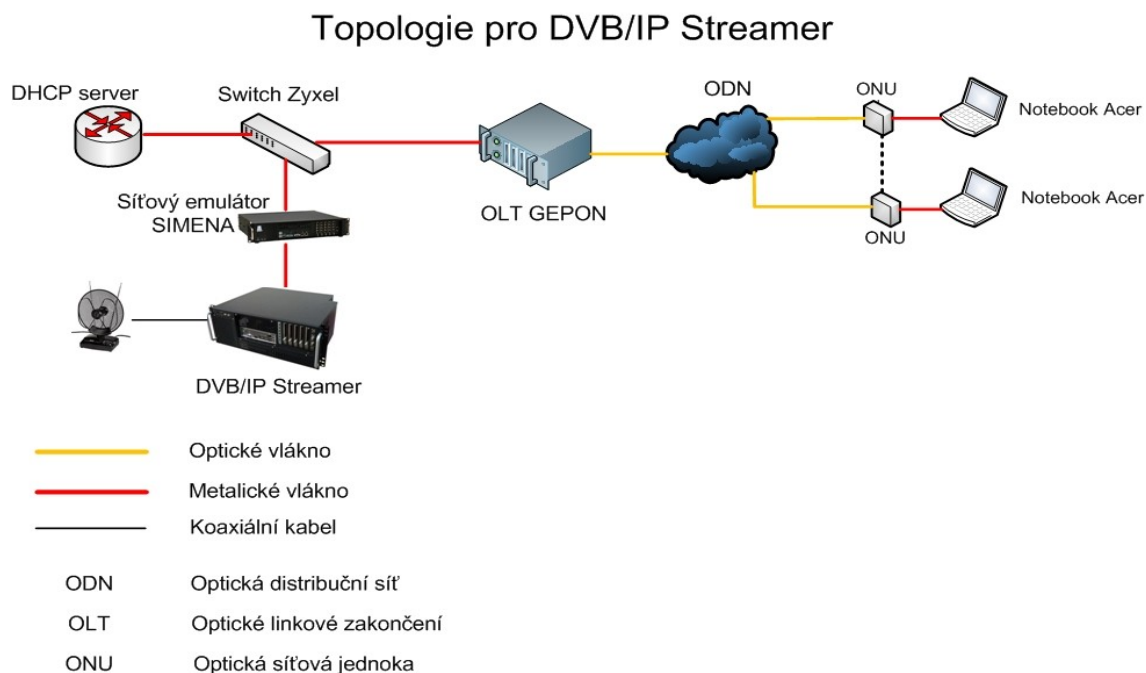 Topologie pro DVB/IP Streamer
DHCP server
Switch Zyxel
ODN
ONU
Notebook Acer
Síťový emulátor
SIMENA
OLT GEPON
ONU
Notebook Acer
DVB/IP Streamer
Optické vlákno
Metalické vlákno
Koaxiální kabel
ODN Optická distribuční síť
OLT Optické linkové zakončení
ONU Optická síťová jednoka